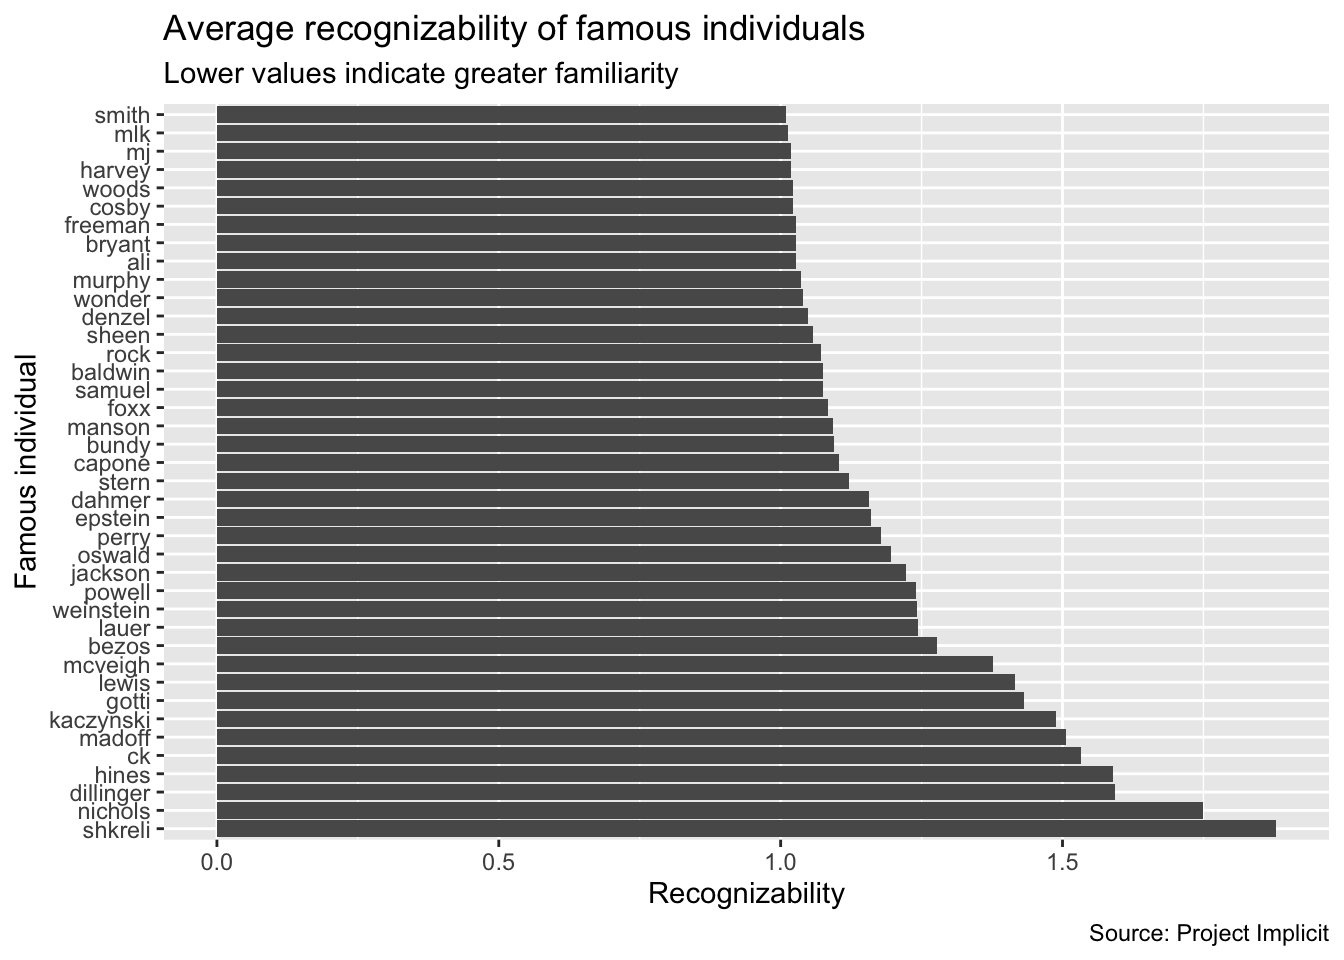 Average recognizability of famous individuals
Lower values indicate greater familiarity
smith
mlk
mj
harvey
woods
cosby
freeman
bryant
ali
murphy
wonder
denzel
sheen
rock
baldwin
samuel
foxx
manson
bundy
capone
stern
dahmer
epstein
perry
oswald
jackson
powell
weinstein
lauer
bezos
mcveigh
lewis
gotti
kaczynski
madoff
ck
hines
dillinger
nichols
shkreli
Famous individual
0.0 0.5 1.0 1.5
Recognizability
Source: Project Implicit